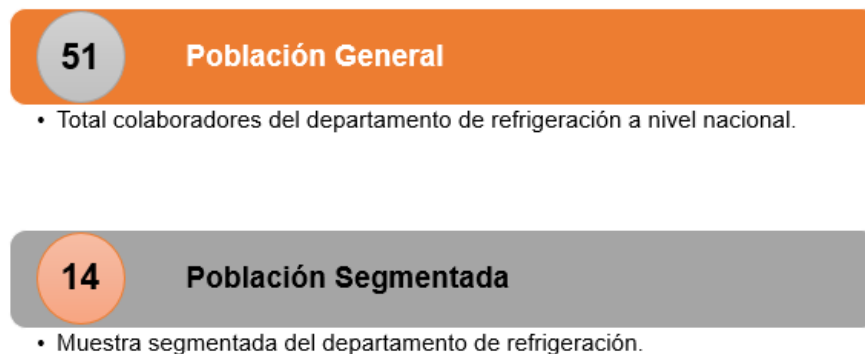 51 Población General
• Total colaboradores del departamento de refrigeración a nivel nacional.
14 Población Segmentada
• Muestra segmentada del departamento de refrigeración.